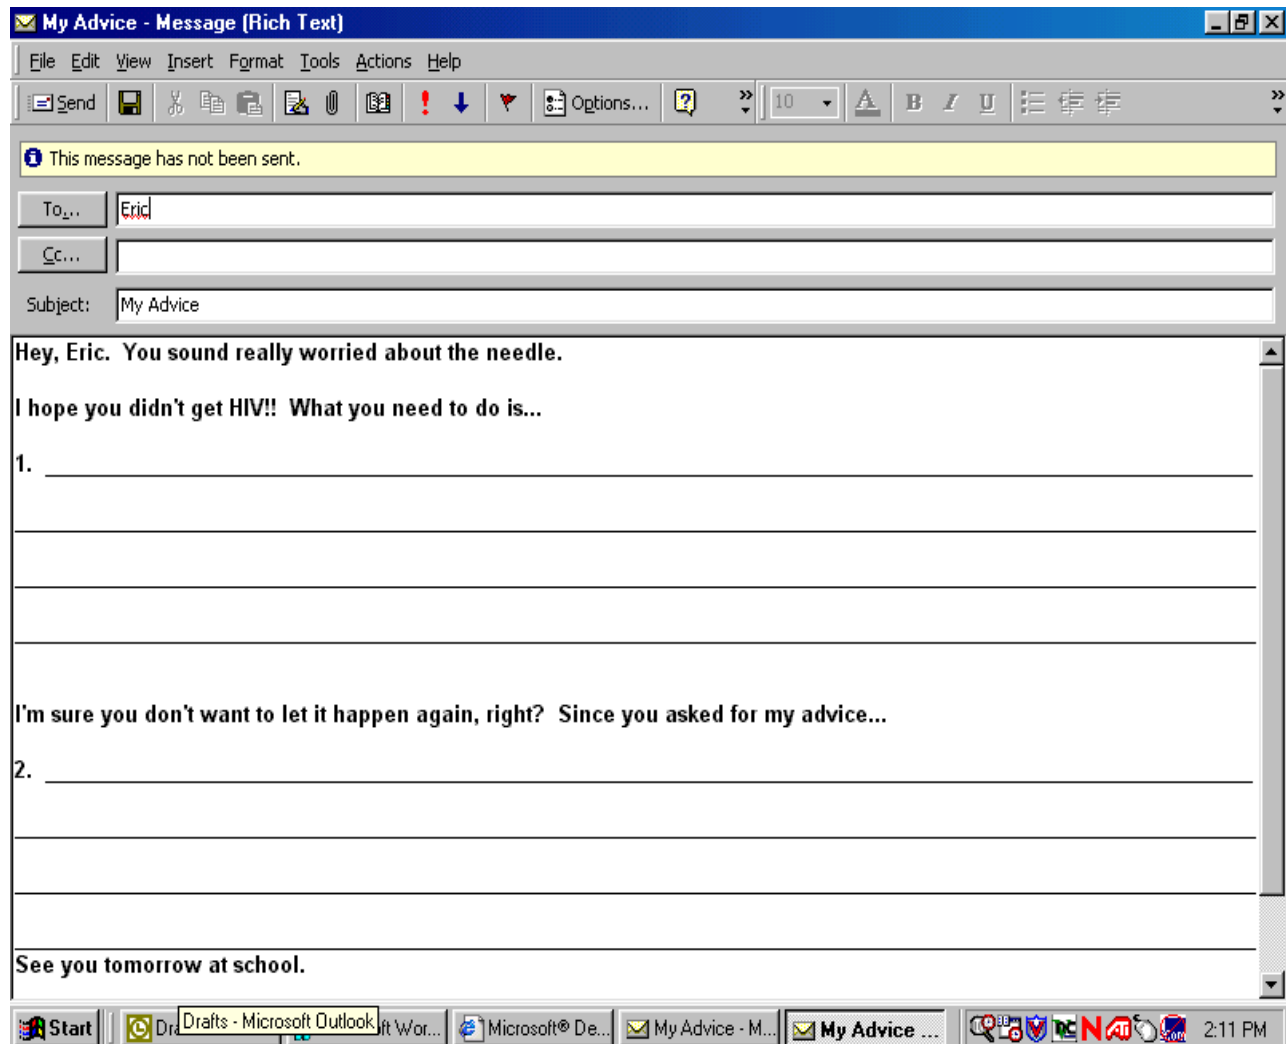 My Advice - Message (Rich Text)
File Edit View Insert Format Tools Actions Help
Send Options... 10 A B I U
This message has not been sent.
To... Eric
Cc...
Subject: My Advice
Hey, Eric. You sound really worried about the needle.
I hope you didn't get HIV!! What you need to do is...
1.
I'm sure you don't want to let it happen again, right? Since you asked for my advice...
2.
See you tomorrow at school.
Start Dra Drafts - Microsoft Outlook ft Wor... Microsoft® De... My Advice - M... My Advice ... 2:11 PM